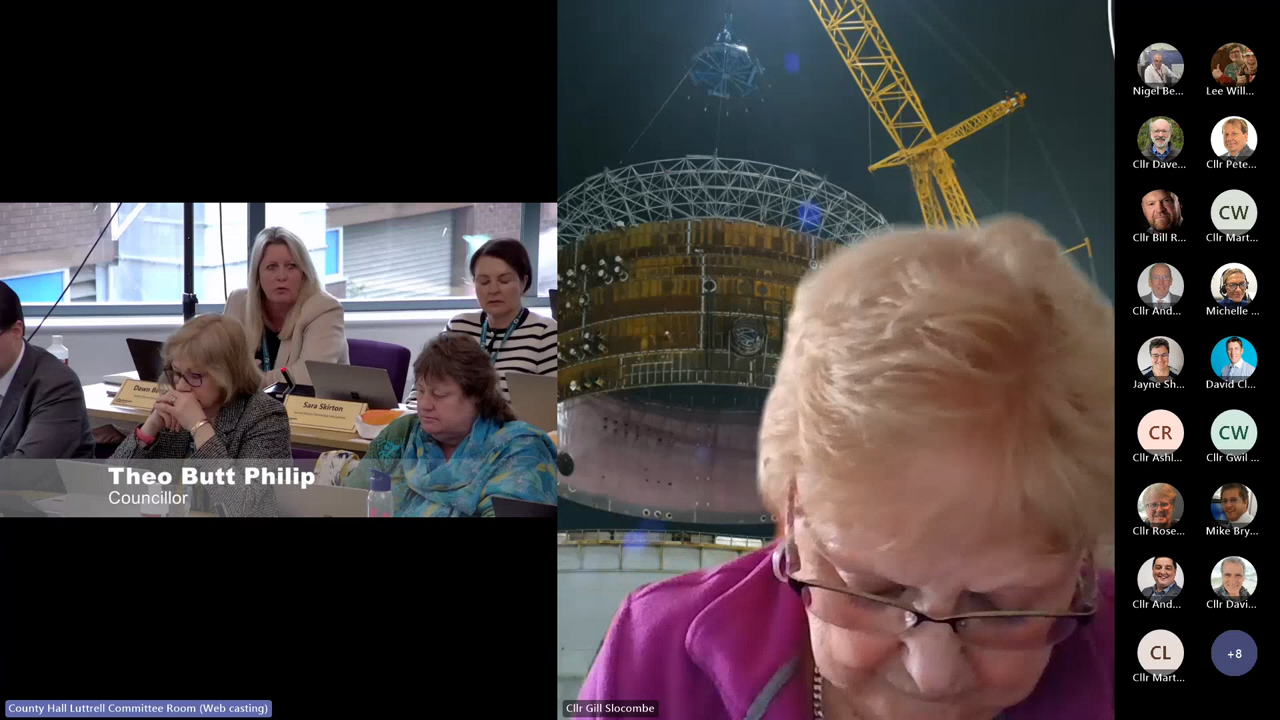 Dawn B
Sara Skirton
Theo Butt Philip
Councillor
County Hall Luttrell Committee Room (Web casting)
Cllr Gill Slocombe
Nigel Be...
Lee Will...
Cllr Dave...
Cllr Pete...
Cllr Bill R...
CW
Cllr Mart...
Cllr And...
Michelle ...
Jayne Sh...
David Cl...
CR
Cllr Ashl...
CW
Cllr Gwil ...
Cllr Rose...
Mike Bry...
Cllr And...
Cllr Davi...
CL
Cllr Mart...
+8